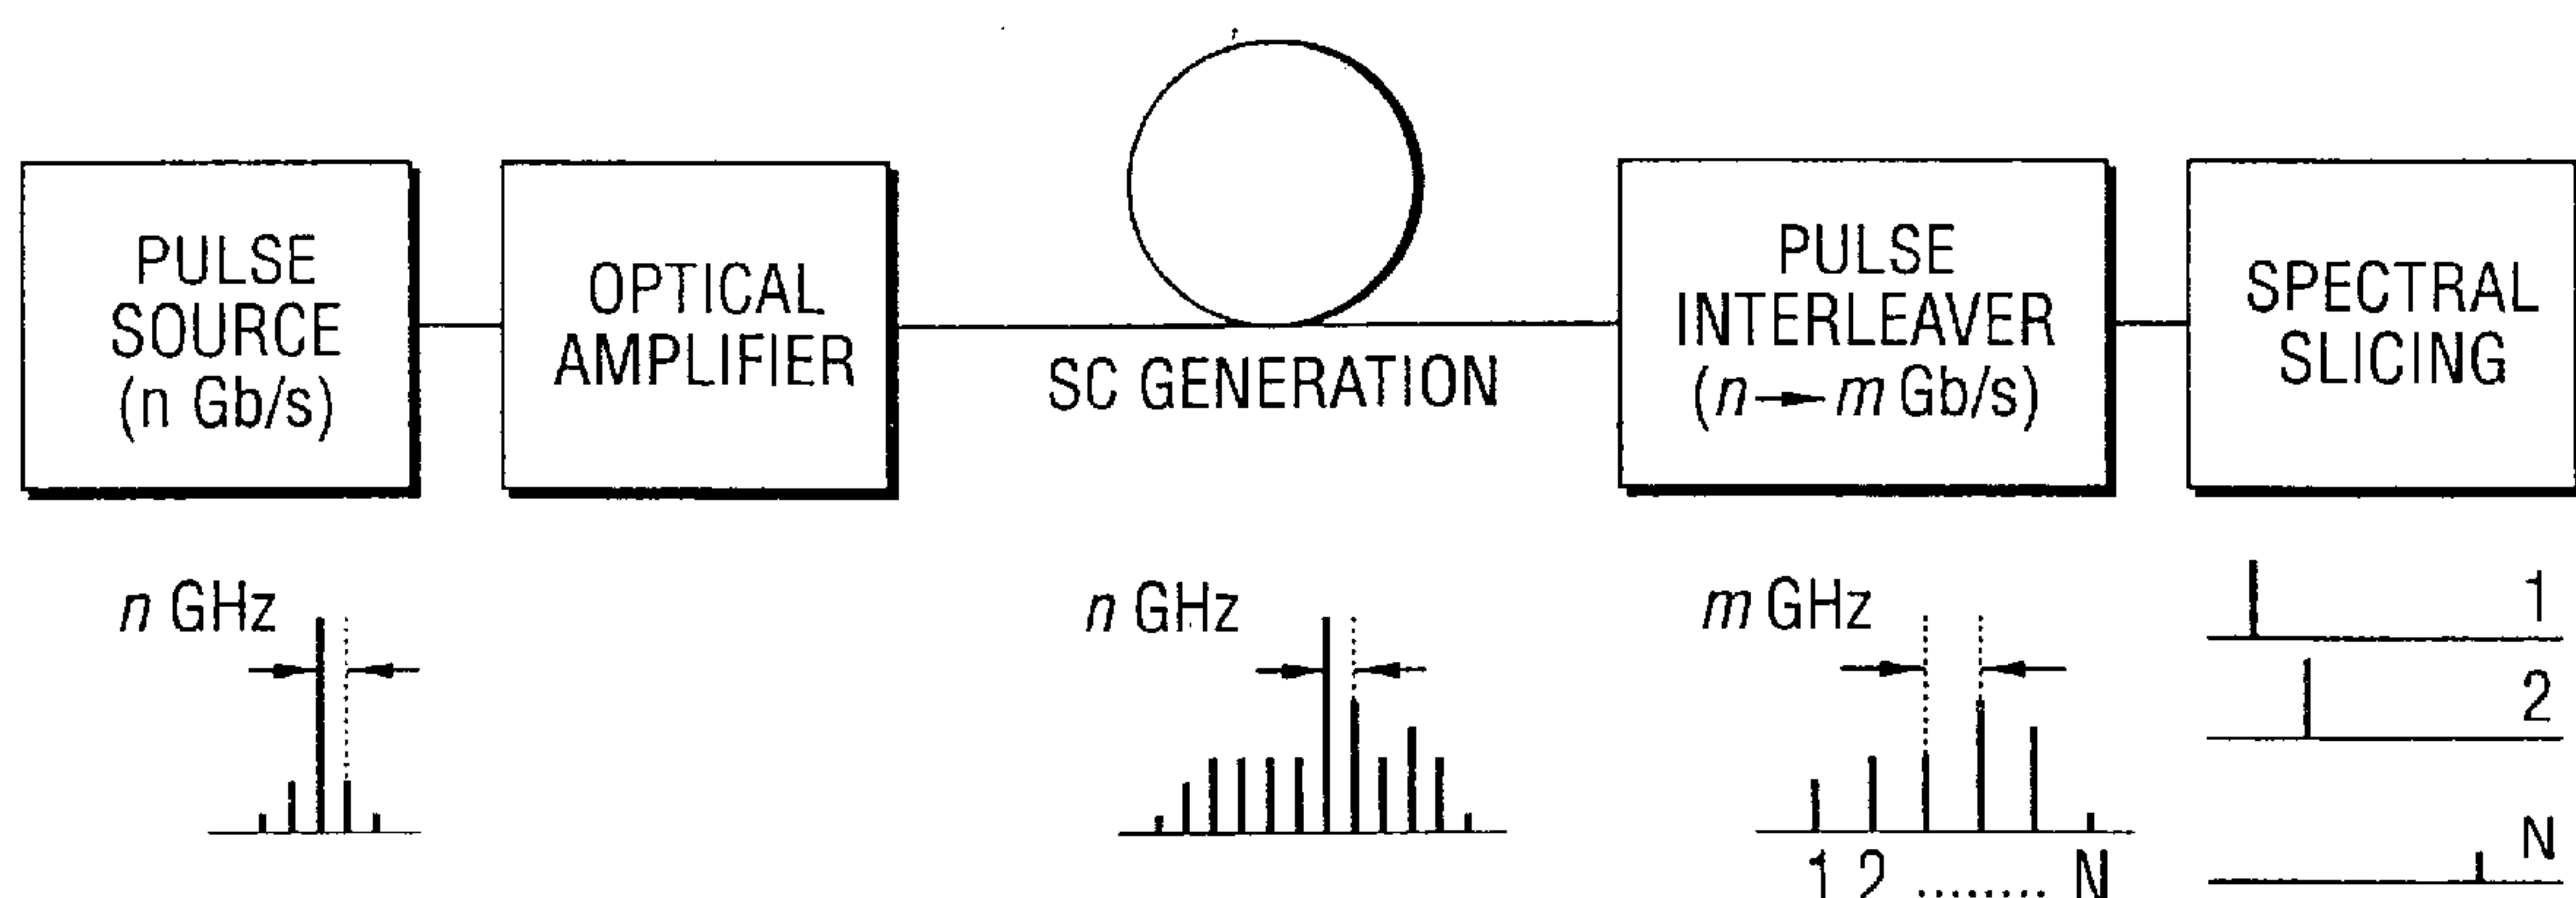 PULSE
SOURCE
(n Gb/s)
OPTICAL
AMPLIFIER
SC GENERATION
PULSE
INTERLEAVER
(n→m Gb/s)
SPECTRAL
SLICING
n GHz
n GHz
m GHz
1 2 ........ N
1
2
N